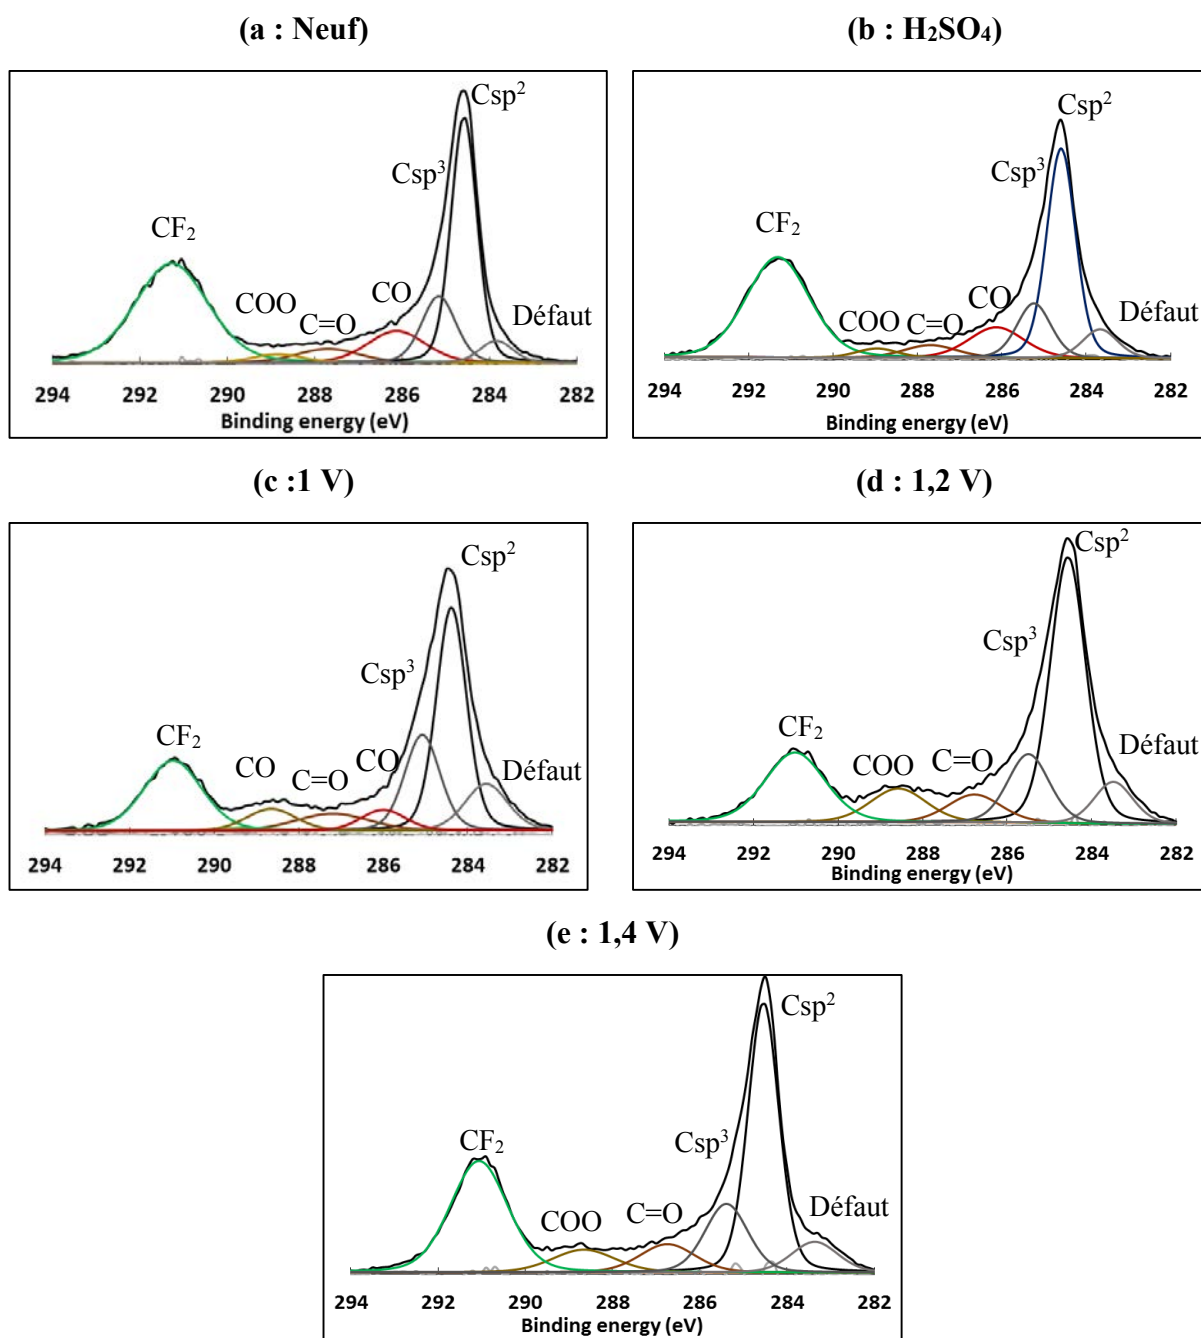 (a : Neuf)
Csp²
Csp³
CF₂
COO
C=O
CO
Défaut
294 292 290 288 286 284 282
Binding energy (eV)
(b : H₂SO₄)
Csp²
Csp³
CF₂
COO
C=O
CO
Défaut
294 292 290 288 286 284 282
Binding energy (eV)
(c :1 V)
Csp²
Csp³
CF₂
CO
C=O
CO
Défaut
294 292 290 288 286 284 282
(d : 1,2 V)
Csp²
Csp³
CF₂
COO
C=O
Défaut
294 292 290 288 286 284 282
Binding energy (eV)
(e : 1,4 V)
Csp²
Csp³
CF₂
COO
C=O
Défaut
294 292 290 288 286 284 282
Binding energy (eV)